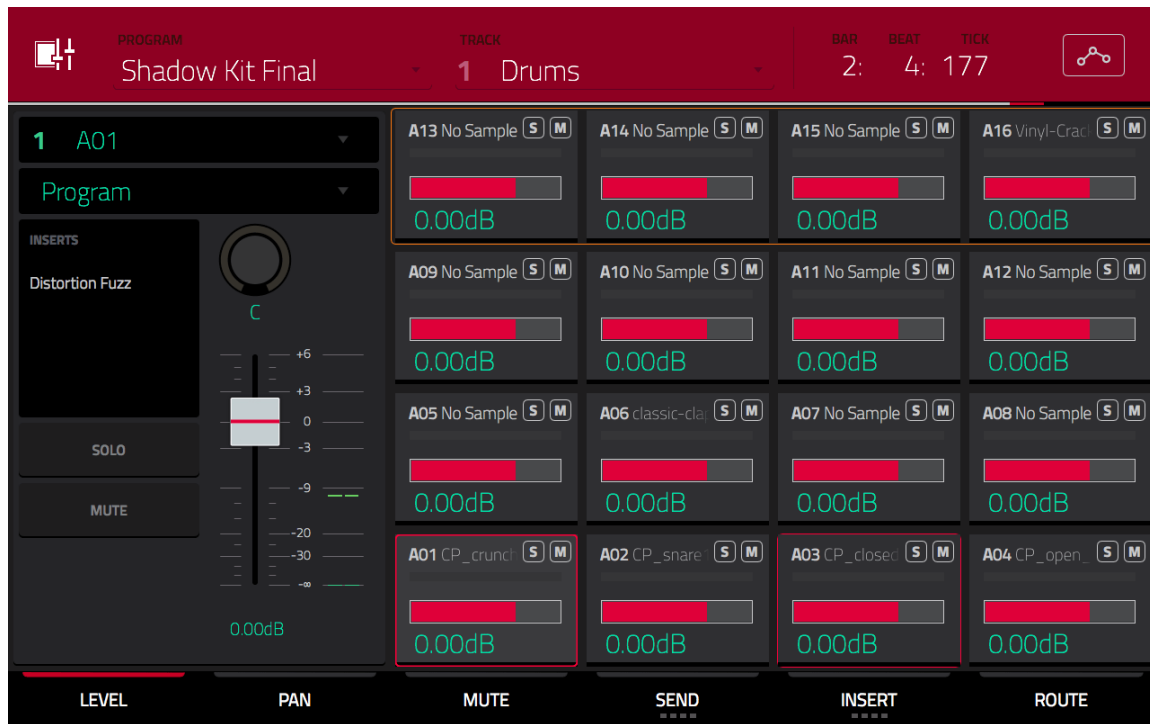 PROGRAM
Shadow Kit Final
TRACK
1 Drums
BAR BEAT TICK
2: 4: 177
1 A01
Program
INSERTS
Distortion Fuzz
C
+6
+3
0
-3
-9
-20
-30
-∞
0.00dB
SOLO
MUTE
A13 No Sample S M
0.00dB
A14 No Sample S M
0.00dB
A15 No Sample S M
0.00dB
A16 Vinyl-Crac S M
0.00dB
A09 No Sample S M
0.00dB
A10 No Sample S M
0.00dB
A11 No Sample S M
0.00dB
A12 No Sample S M
0.00dB
A05 No Sample S M
0.00dB
A06 classic-cla S M
0.00dB
A07 No Sample S M
0.00dB
A08 No Sample S M
0.00dB
A01 CP_crunc S M
0.00dB
A02 CP_snare S M
0.00dB
A03 CP_closed S M
0.00dB
A04 CP_open_ S M
0.00dB
LEVEL PAN MUTE SEND INSERT ROUTE